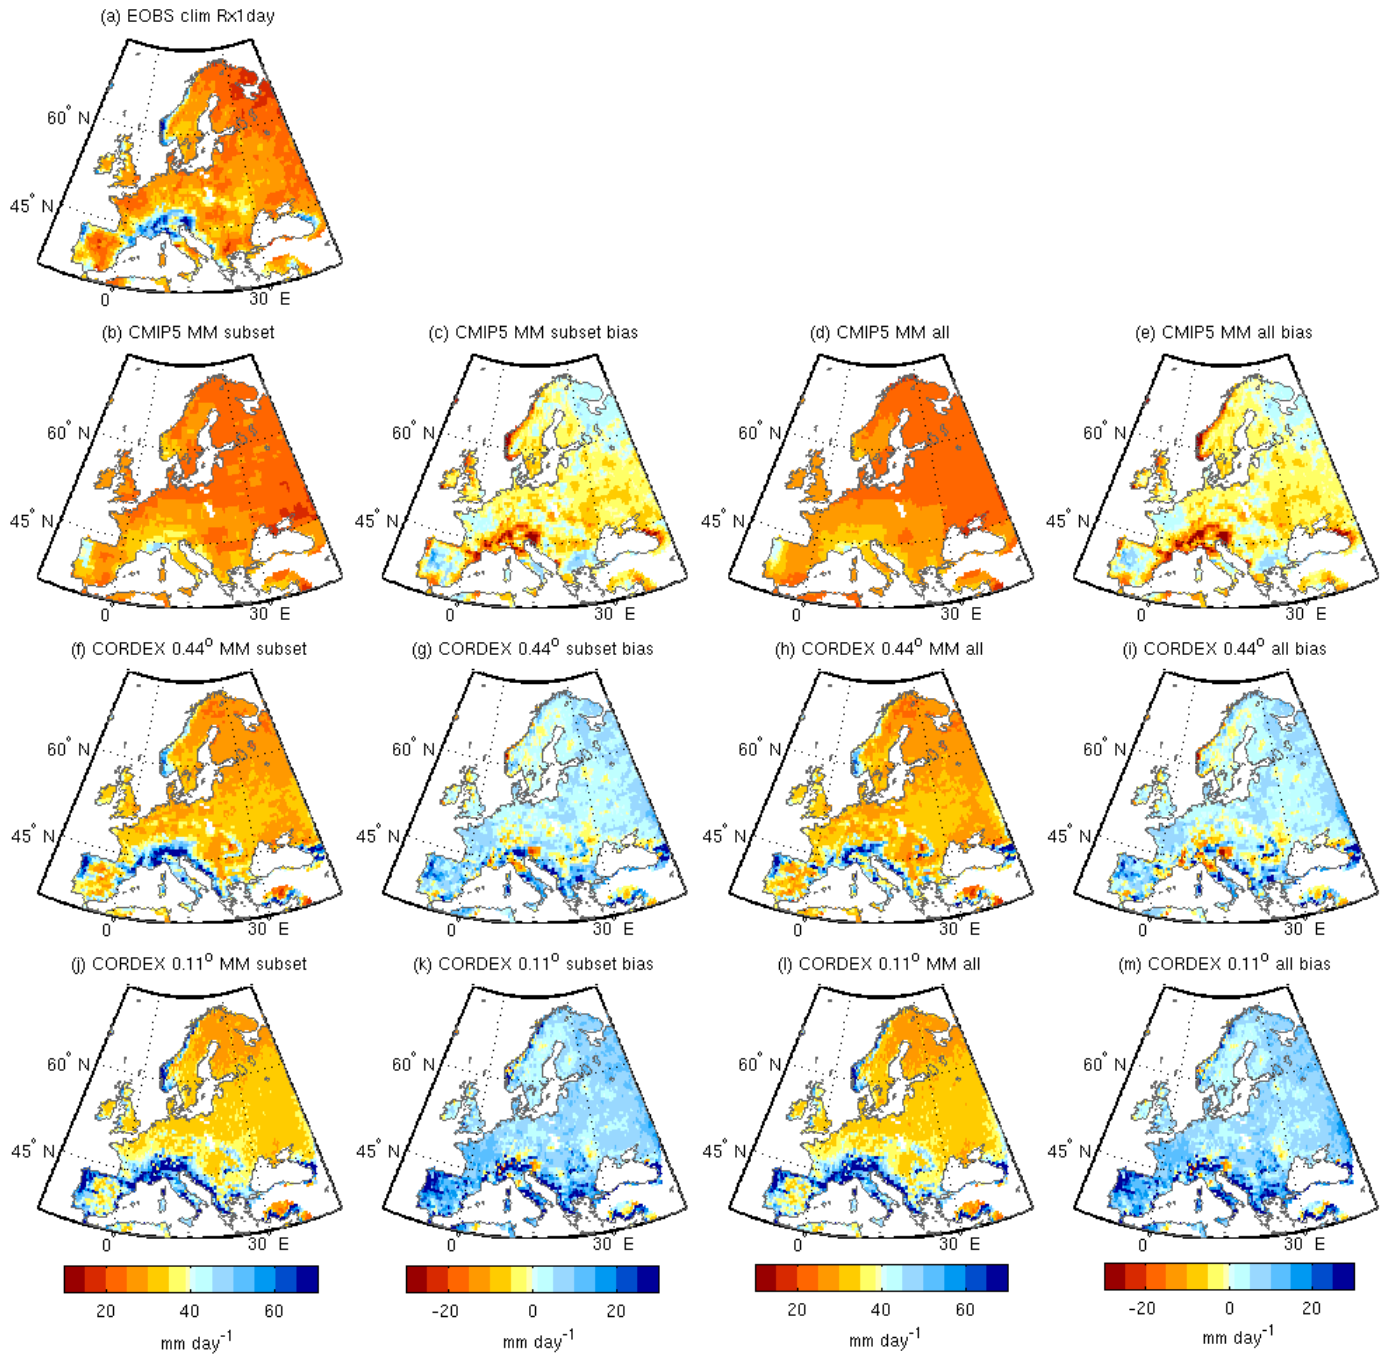 (a) EOBS clim Rx1day
60° N
45° N
0° 30° E
(b) CMIP5 MM subset (c) CMIP5 MM subset bias (d) CMIP5 MM all (e) CMIP5 MM all bias
60° N 60° N 60° N 60° N
45° N 45° N 45° N 45° N
0° 30° E 0° 30° E 0° 30° E 0° 30° E
(f) CORDEX 0.44° MM subset (g) CORDEX 0.44° subset bias (h) CORDEX 0.44° MM all (i) CORDEX 0.44° all bias
60° N 60° N 60° N 60° N
45° N 45° N 45° N 45° N
0° 30° E 0° 30° E 0° 30° E 0° 30° E
(j) CORDEX 0.11° MM subset (k) CORDEX 0.11° subset bias (l) CORDEX 0.11° MM all (m) CORDEX 0.11° all bias
60° N 60° N 60° N 60° N
45° N 45° N 45° N 45° N
0° 30° E 0° 30° E 0° 30° E 0° 30° E
20 40 60 -20 0 20 20 40 60 -20 0 20
mm day⁻¹ mm day⁻¹ mm day⁻¹ mm day⁻¹